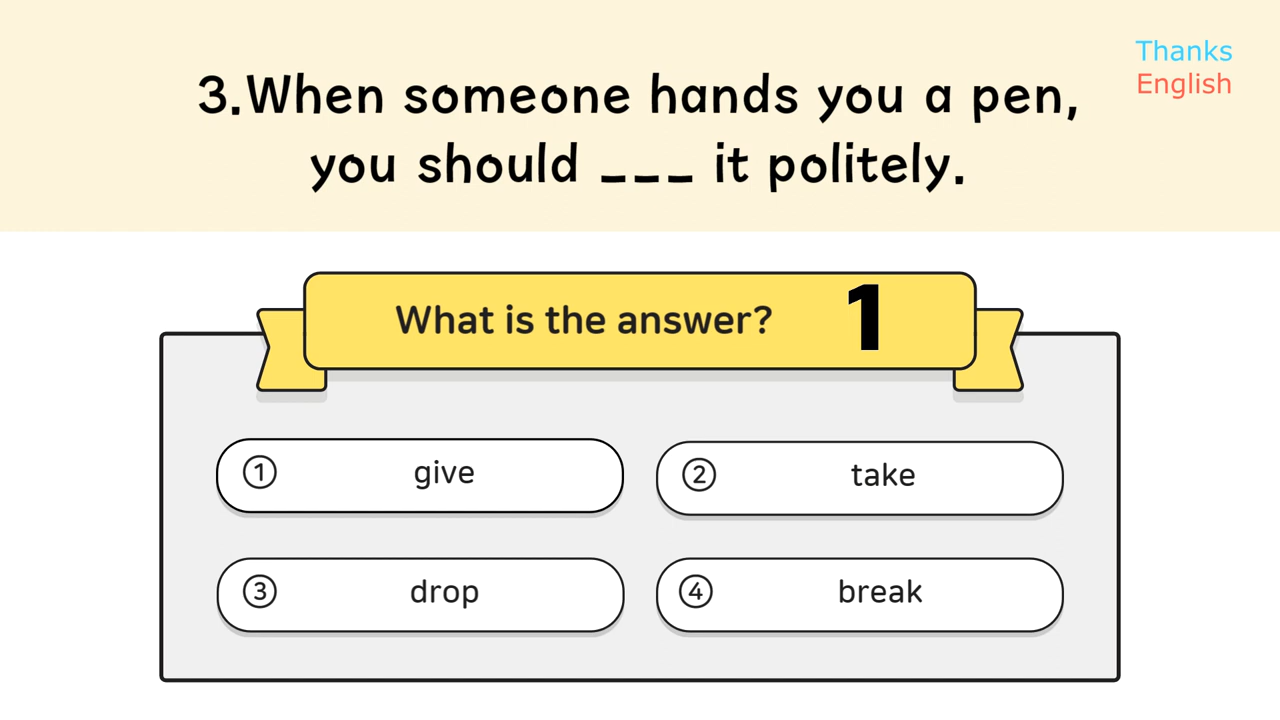 Thanks
English
3.When someone hands you a pen,
you should _ _ _ it politely.
What is the answer? 1
① give
② take
③ drop
④ break